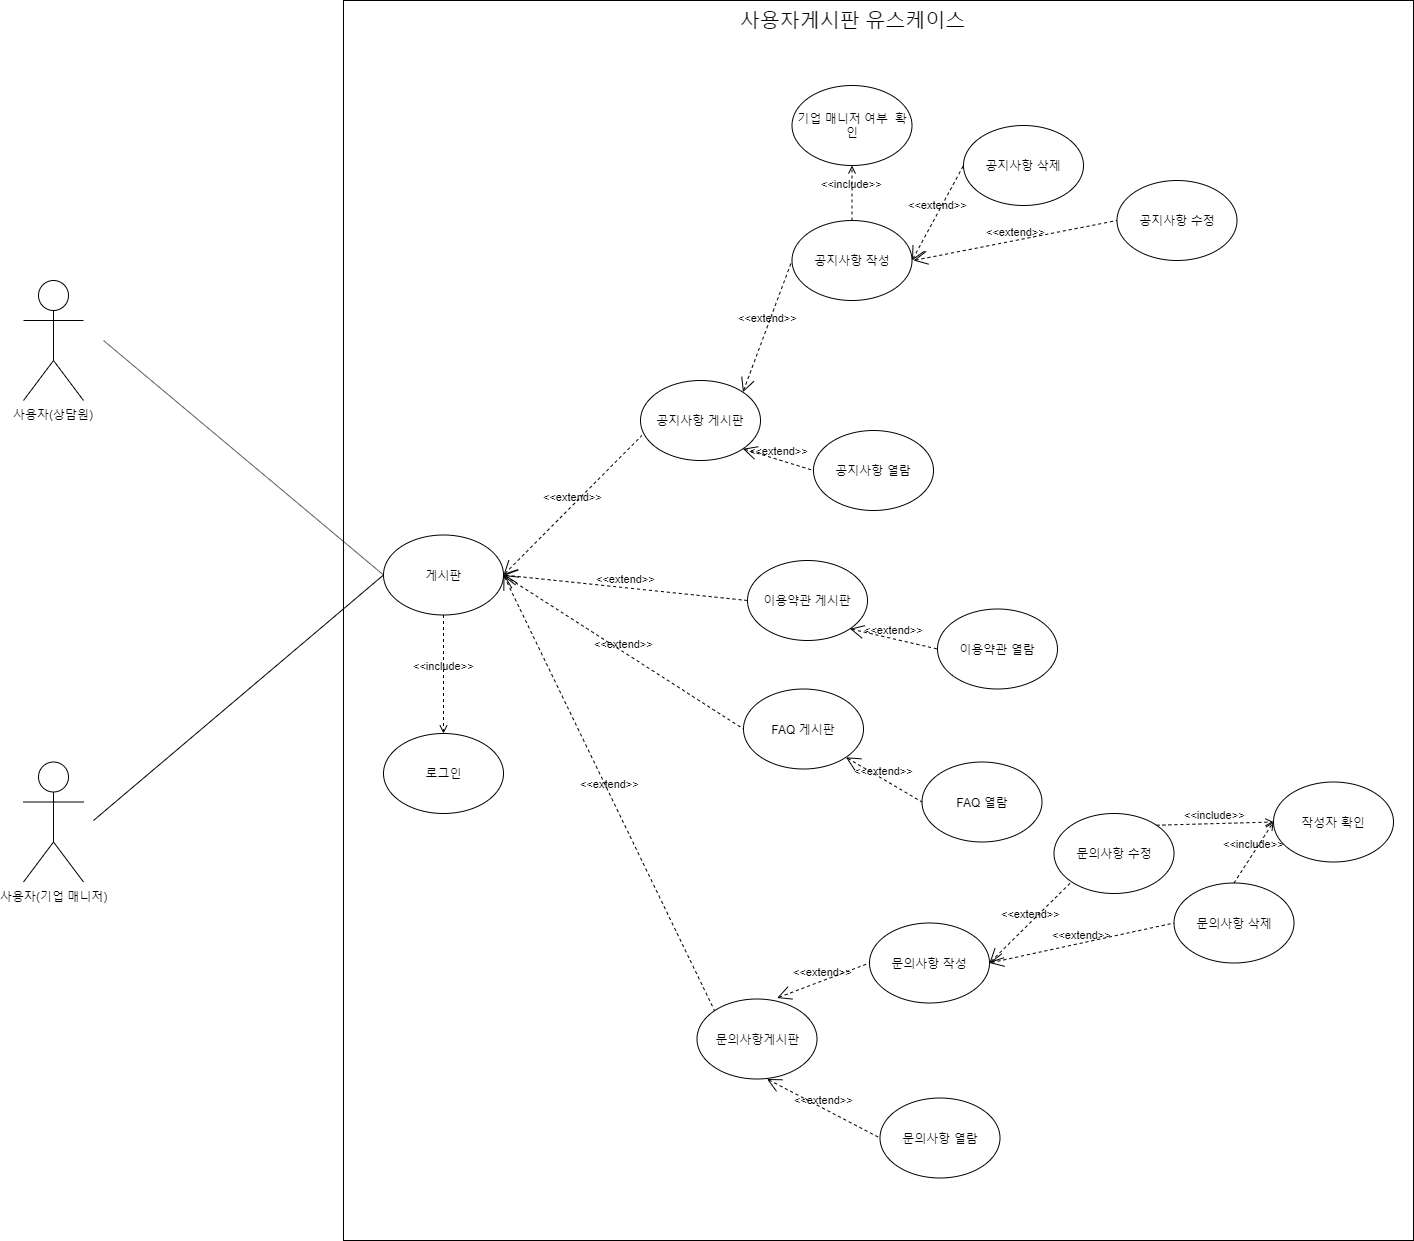 사용자게시판 유스케이스
기업 매니저 여부  확
인
<<include>>
공지사항 삭제
<<extend>>
공지사항 수정
<<extend>>
공지사항 작성
<<extend>>
사용자(상담원)
공지사항 게시판
<<extend>>
공지사항 열람
<<extend>>
게시판
<<extend>>
이용약관 게시판
<<extend>>
이용약관 열람
<<extend>>
<<include>>
FAQ 게시판
로그인
<<extend>>
<<extend>>
FAQ 열람
<<include>>
작성자 확인
<<include>>
문의사항 수정
사용자(기업 매니저)
<<extend>>
문의사항 삭제
<<extend>>
문의사항 작성
<<extend>>
문의사항게시판
<<extend>>
문의사항 열람